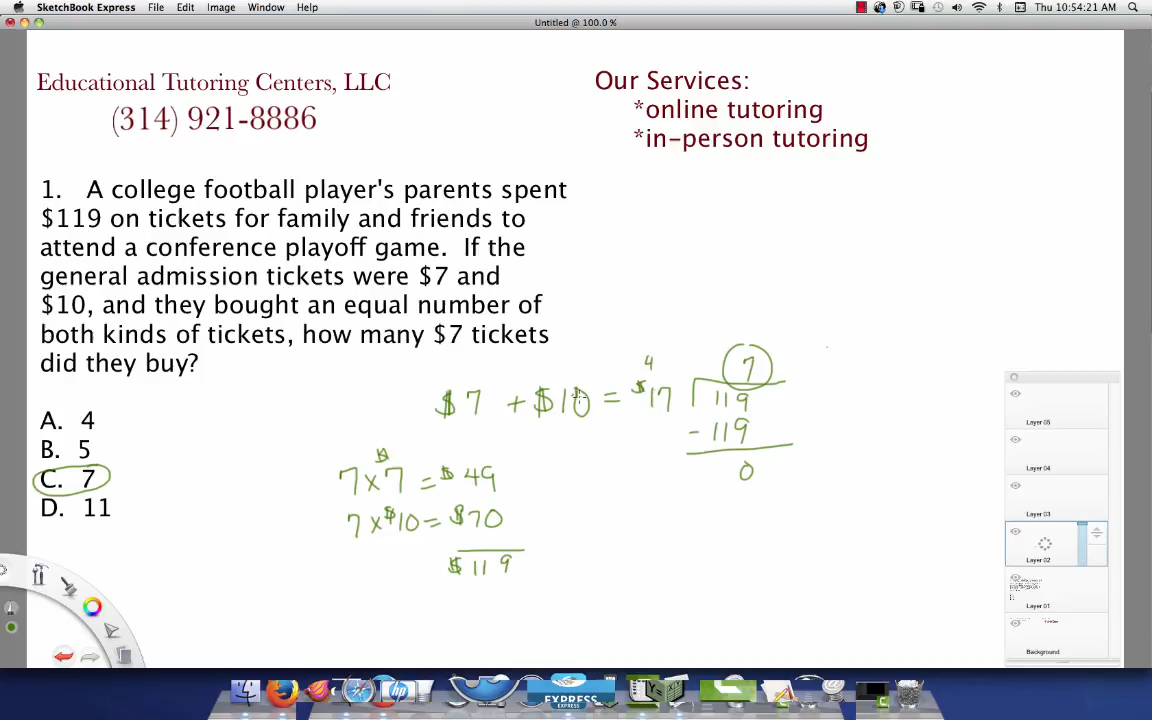 SketchBook Express File Edit Image Window Help Thu 10:54:21 AM
Untitled @ 100.0 %
Educational Tutoring Centers, LLC
(314) 921-8886
Our Services:
*online tutoring
*in-person tutoring
1. A college football player's parents spent
$119 on tickets for family and friends to
attend a conference playoff game. If the
general admission tickets were $7 and
$10, and they bought an equal number of
both kinds of tickets, how many $7 tickets
did they buy?
A. 4
B. 5
C. 7
D. 11
4 7
$7 + $10 = $17 119
- 119
0
7 x $7 = $49
7 x $10 = $70
$119
Layer 05
Layer 04
Layer 03
Layer 02
Layer 01
Background
hp
EXPRESS